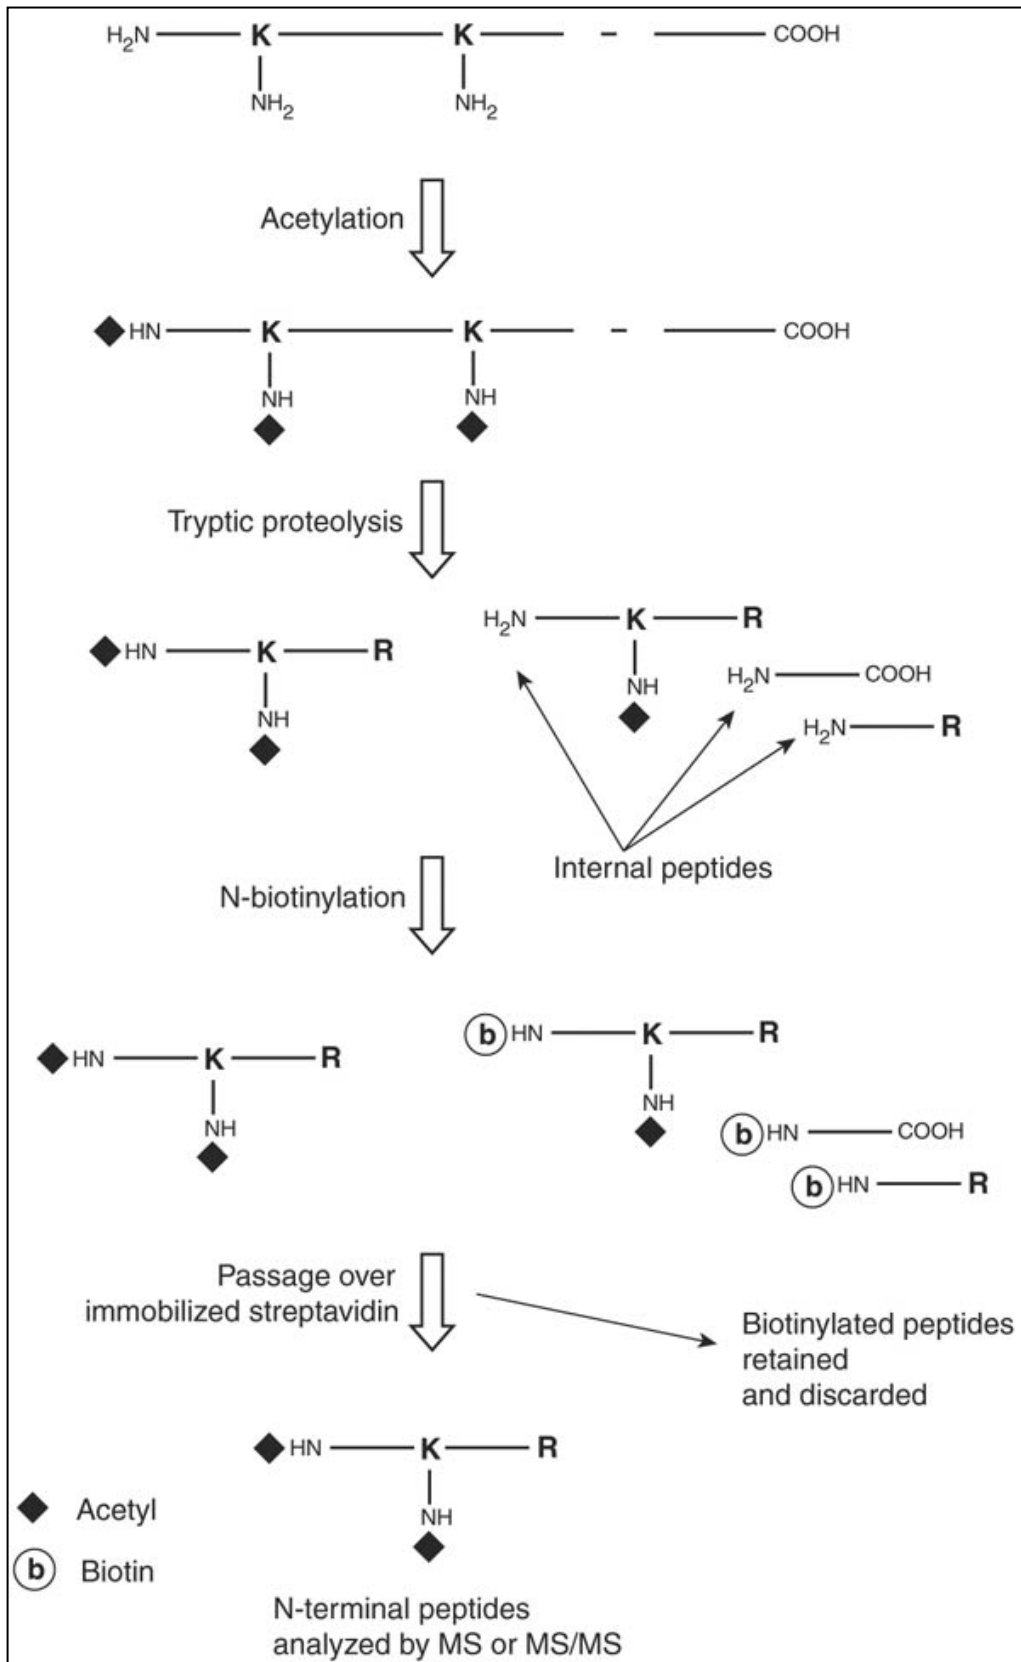 H2N K K COOH
NH2 NH2
Acetylation
HN K K COOH
NH NH
Tryptic proteolysis
HN K R
NH
H2N K R
NH
H2N COOH
H2N R
Internal peptides
N-biotinylation
HN K R
NH
b HN K R
NH
b HN COOH
b HN R
Passage over
immobilized streptavidin
Biotinylated peptides
retained
and discarded
HN K R
NH
Acetyl
b Biotin
N-terminal peptides
analyzed by MS or MS/MS